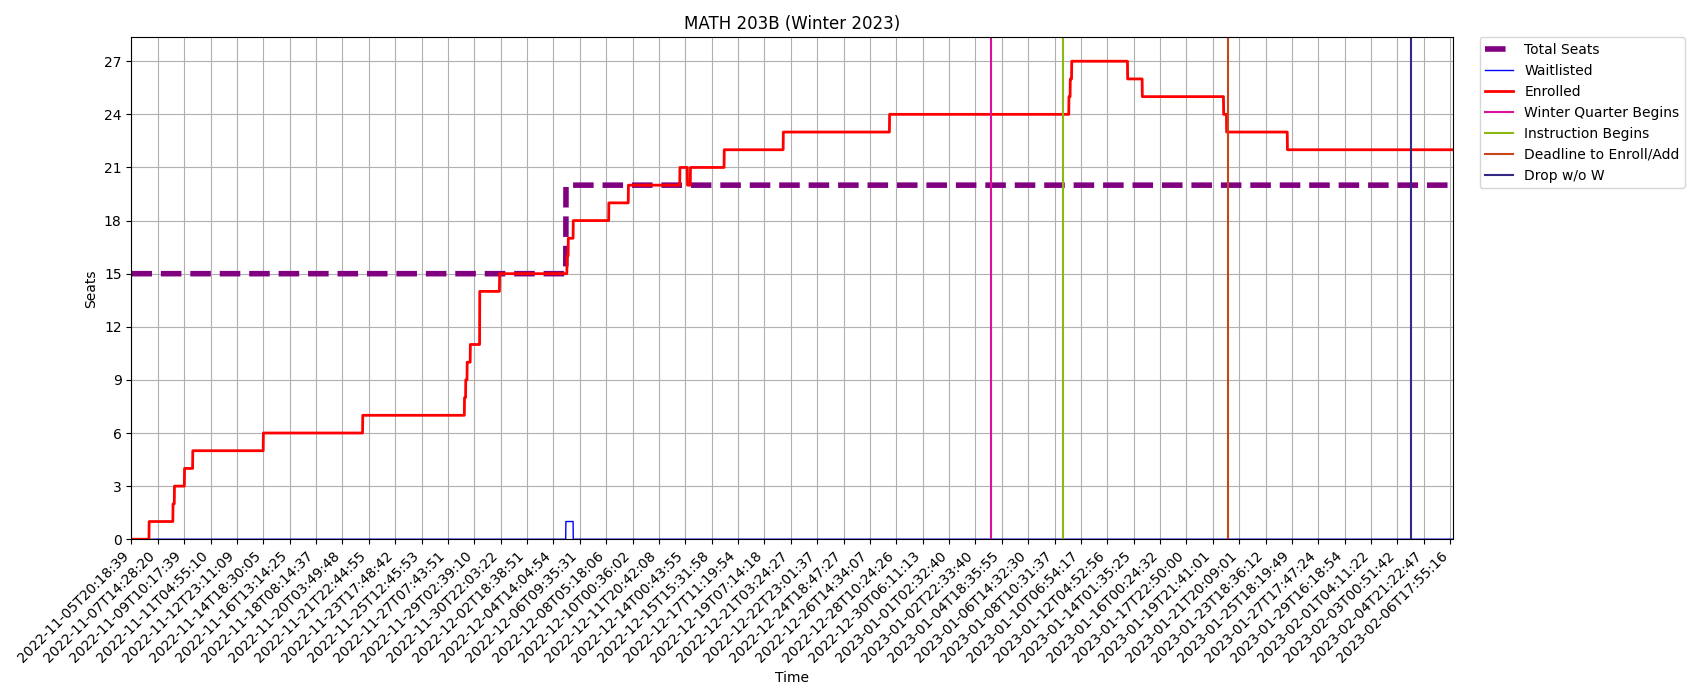 MATH 203B (Winter 2023)
Total Seats
Waitlisted
Enrolled
Winter Quarter Begins
Instruction Begins
Deadline to Enroll/Add
Drop w/o W
Seats
27
24
21
18
15
12
9
6
3
0
2022-11-05T20:18:39
2022-11-07T14:28:20
2022-11-09T10:17:39
2022-11-11T04:55:10
2022-11-12T23:11:09
2022-11-14T18:30:05
2022-11-16T13:14:25
2022-11-18T08:14:37
2022-11-20T03:49:48
2022-11-21T22:44:55
2022-11-23T17:48:42
2022-11-25T12:45:53
2022-11-27T07:43:51
2022-11-29T02:39:10
2022-11-30T22:03:22
2022-12-02T18:38:51
2022-12-04T14:04:54
2022-12-06T09:35:31
2022-12-08T05:18:06
2022-12-10T00:36:02
2022-12-11T20:42:08
2022-12-14T00:43:55
2022-12-15T15:31:58
2022-12-17T11:19:54
2022-12-19T07:14:18
2022-12-21T03:24:27
2022-12-22T23:01:37
2022-12-24T18:47:27
2022-12-26T14:34:07
2022-12-28T10:24:26
2022-12-30T06:11:13
2023-01-01T02:32:40
2023-01-02T22:33:40
2023-01-04T18:35:55
2023-01-06T14:32:30
2023-01-08T10:31:37
2023-01-10T06:54:17
2023-01-12T04:52:56
2023-01-14T01:35:25
2023-01-16T00:24:32
2023-01-17T22:50:00
2023-01-19T21:41:01
2023-01-21T20:09:01
2023-01-23T18:36:12
2023-01-25T18:19:49
2023-01-27T17:47:24
2023-01-29T16:18:54
2023-02-01T04:11:22
2023-02-03T00:51:42
2023-02-04T21:22:47
2023-02-06T17:55:16
Time